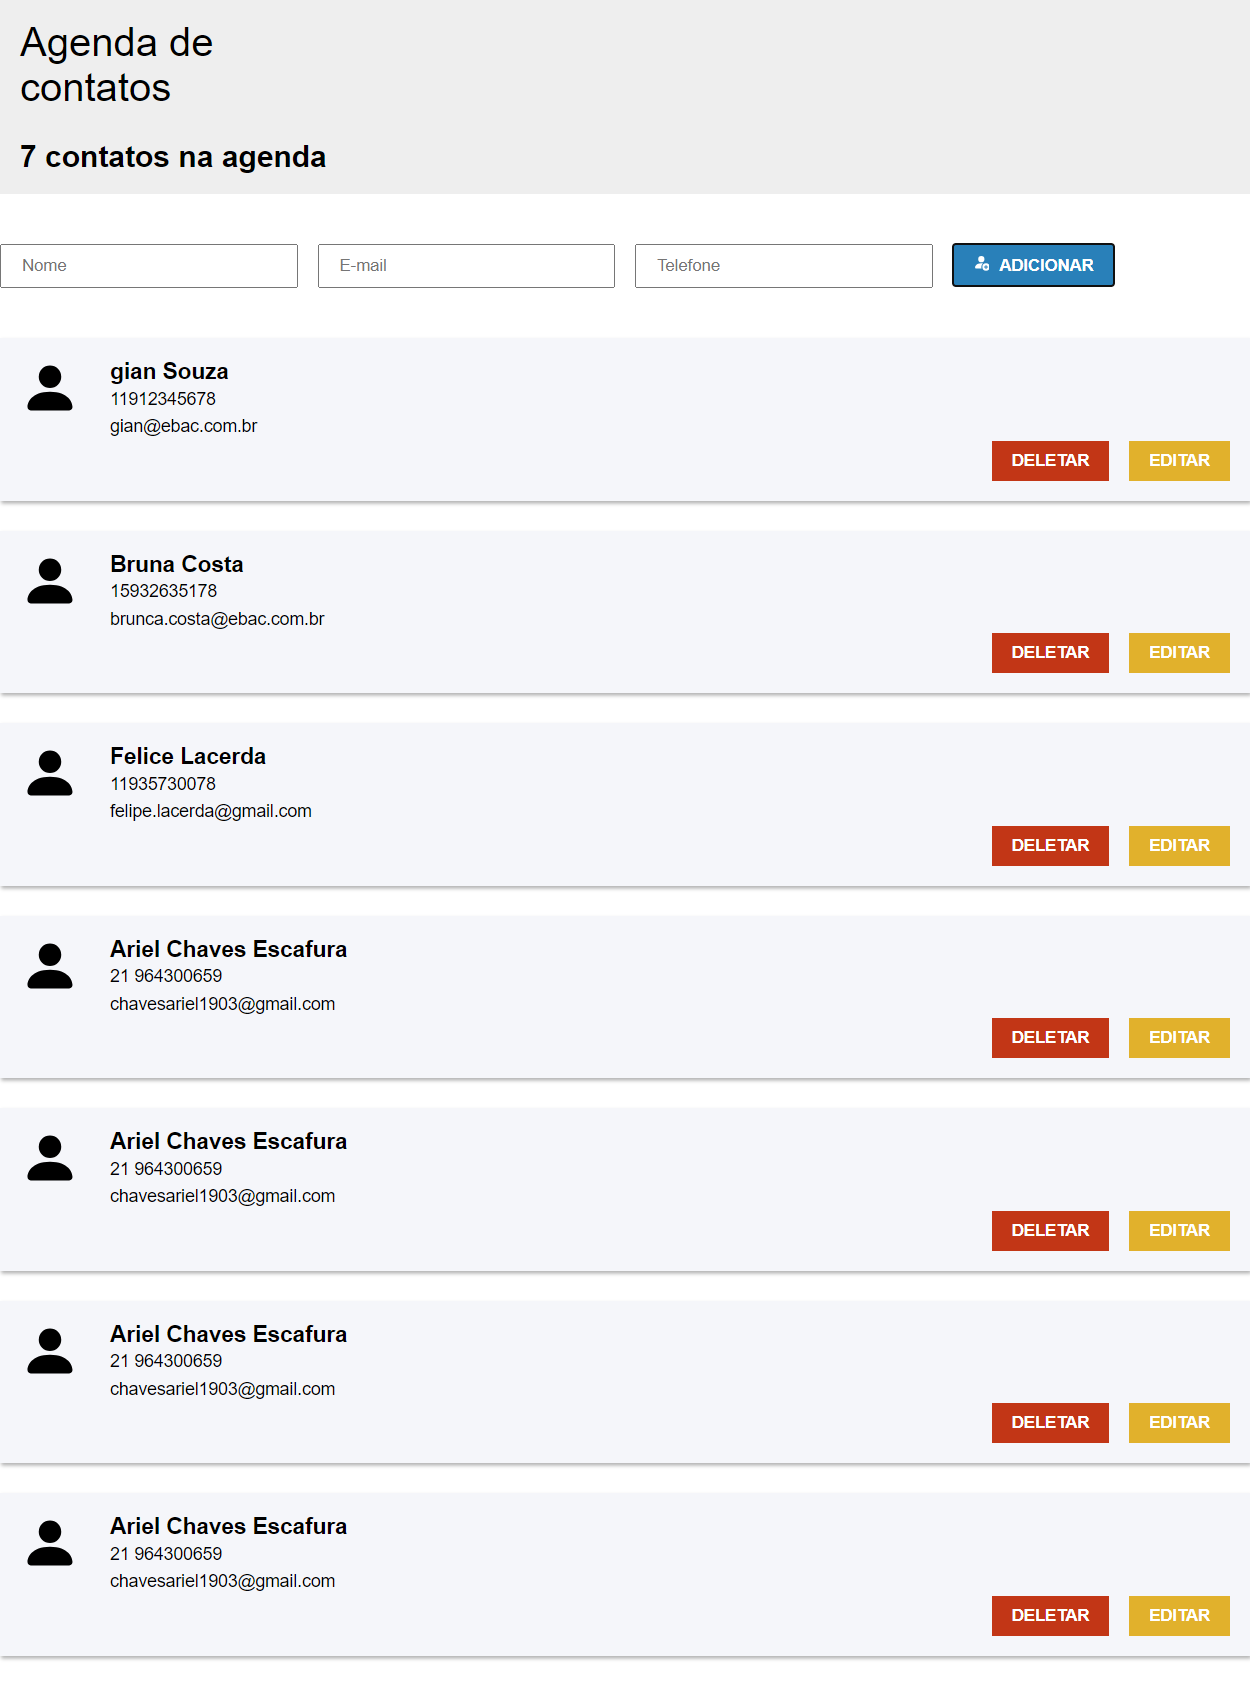 Agenda de
contatos
7 contatos na agenda
Nome E-mail Telefone ADICIONAR
gian Souza
11912345678
gian@ebac.com.br
DELETAR EDITAR
Bruna Costa
15932635178
brunca.costa@ebac.com.br
DELETAR EDITAR
Felice Lacerda
11935730078
felipe.lacerda@gmail.com
DELETAR EDITAR
Ariel Chaves Escafura
21 964300659
chavesariel1903@gmail.com
DELETAR EDITAR
Ariel Chaves Escafura
21 964300659
chavesariel1903@gmail.com
DELETAR EDITAR
Ariel Chaves Escafura
21 964300659
chavesariel1903@gmail.com
DELETAR EDITAR
Ariel Chaves Escafura
21 964300659
chavesariel1903@gmail.com
DELETAR EDITAR